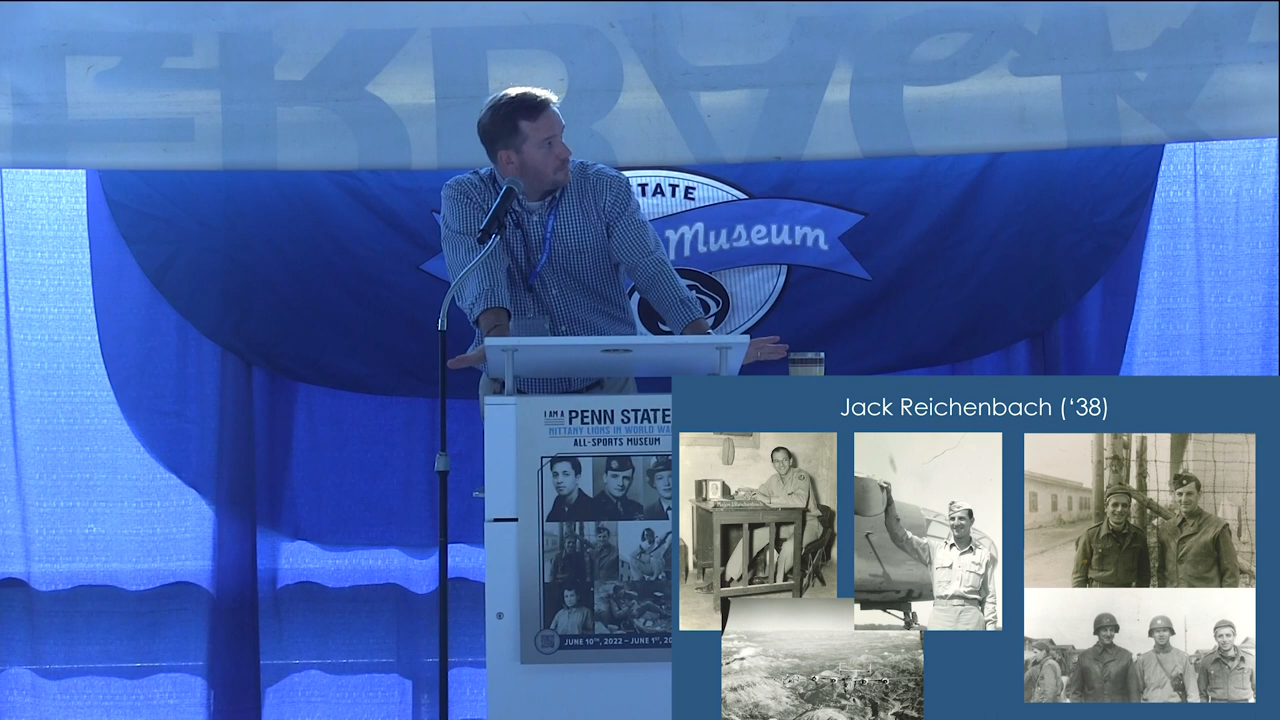 STATE
Museum
I AM A PENN STATE
NITTANY LIONS IN WORLD WA
ALL-SPORTS MUSEUM
JUNE 10TH, 2022 – JUNE 1ST, 20
Jack Reichenbach (‘38)